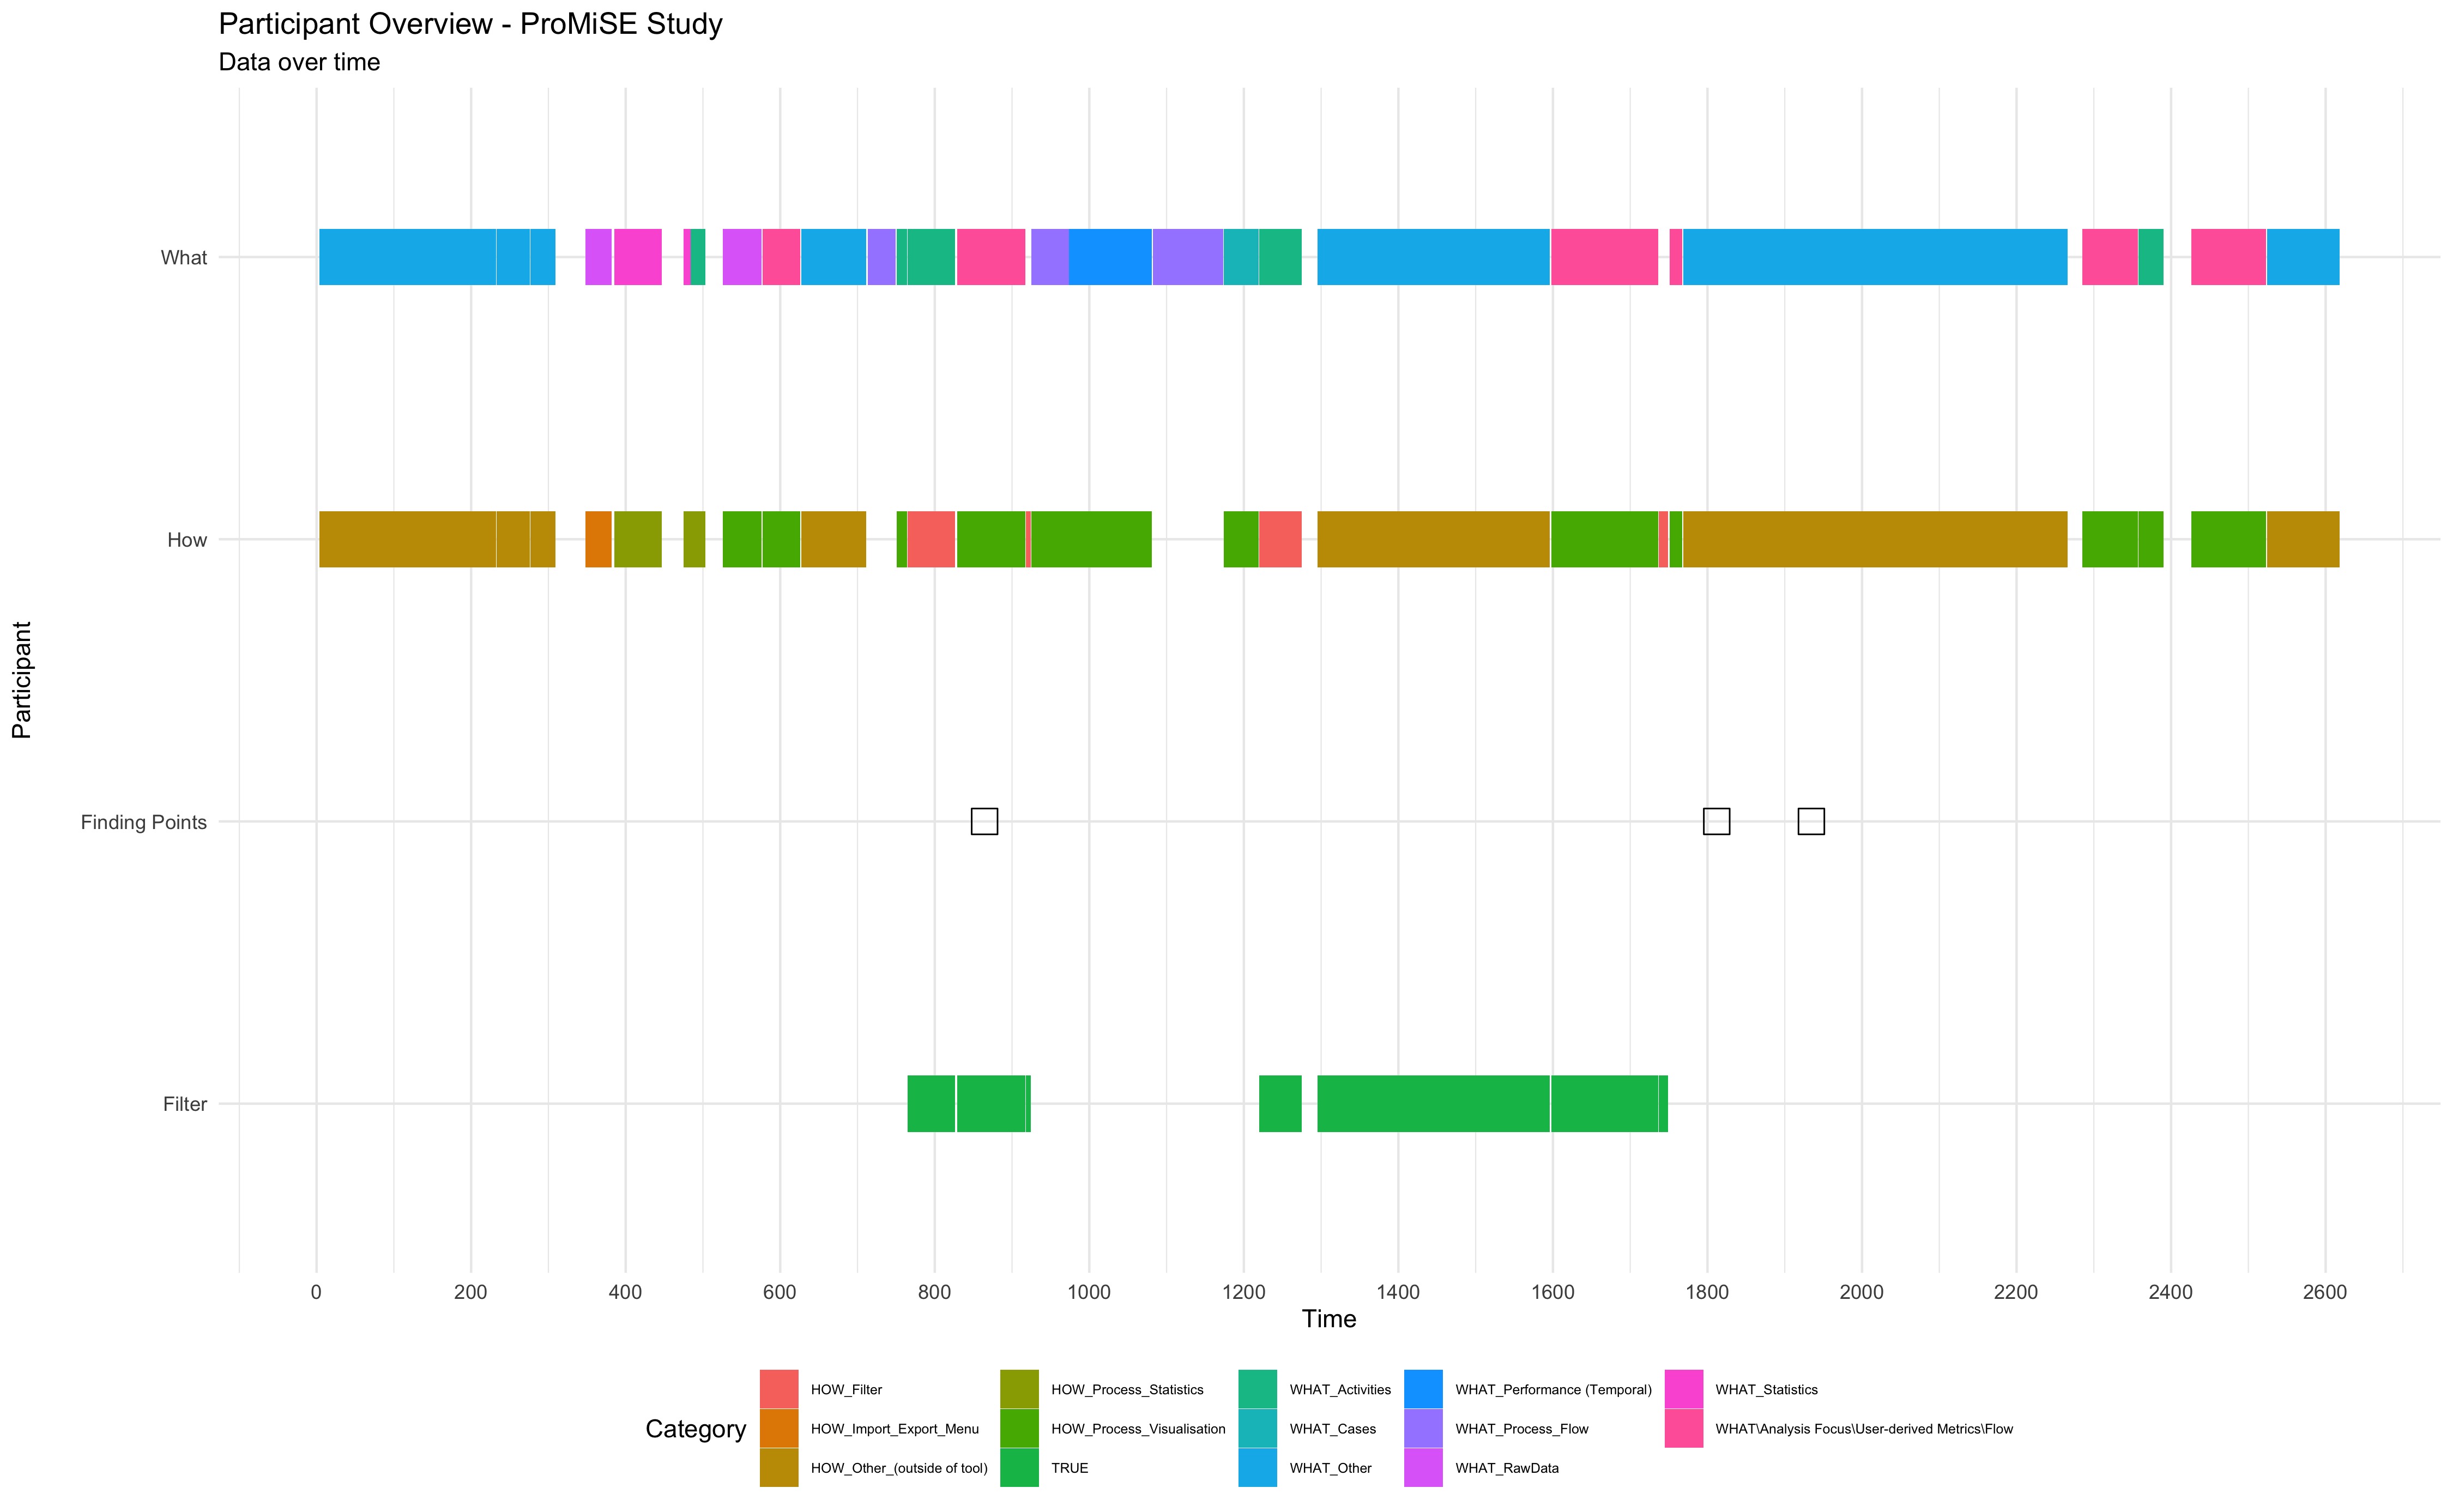 Participant Overview - ProMiSE Study
Data over time
Participant
What
How
Finding Points
Filter
0 200 400 600 800 1000 1200 1400 1600 1800 2000 2200 2400 2600
Time
Category
HOW_Filter
HOW_Import_Export_Menu
HOW_Other_(outside of tool)
HOW_Process_Statistics
HOW_Process_Visualisation
TRUE
WHAT_Activities
WHAT_Cases
WHAT_Other
WHAT_Performance (Temporal)
WHAT_Process_Flow
WHAT_RawData
WHAT_Statistics
WHAT\Analysis Focus\User-derived Metrics\Flow